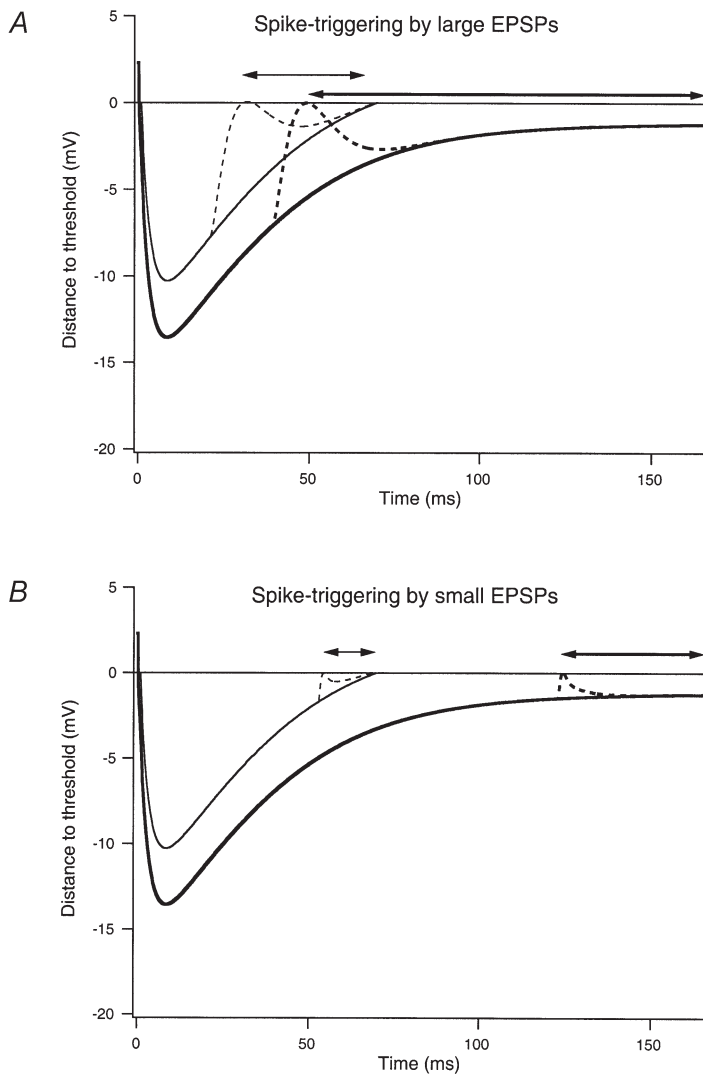 A
Spike-triggering by large EPSPs
5
0
-5
-10
-15
-20
Distance to threshold (mV)
0 50 100 150
Time (ms)
B
Spike-triggering by small EPSPs
5
0
-5
-10
-15
-20
Distance to threshold (mV)
0 50 100 150
Time (ms)